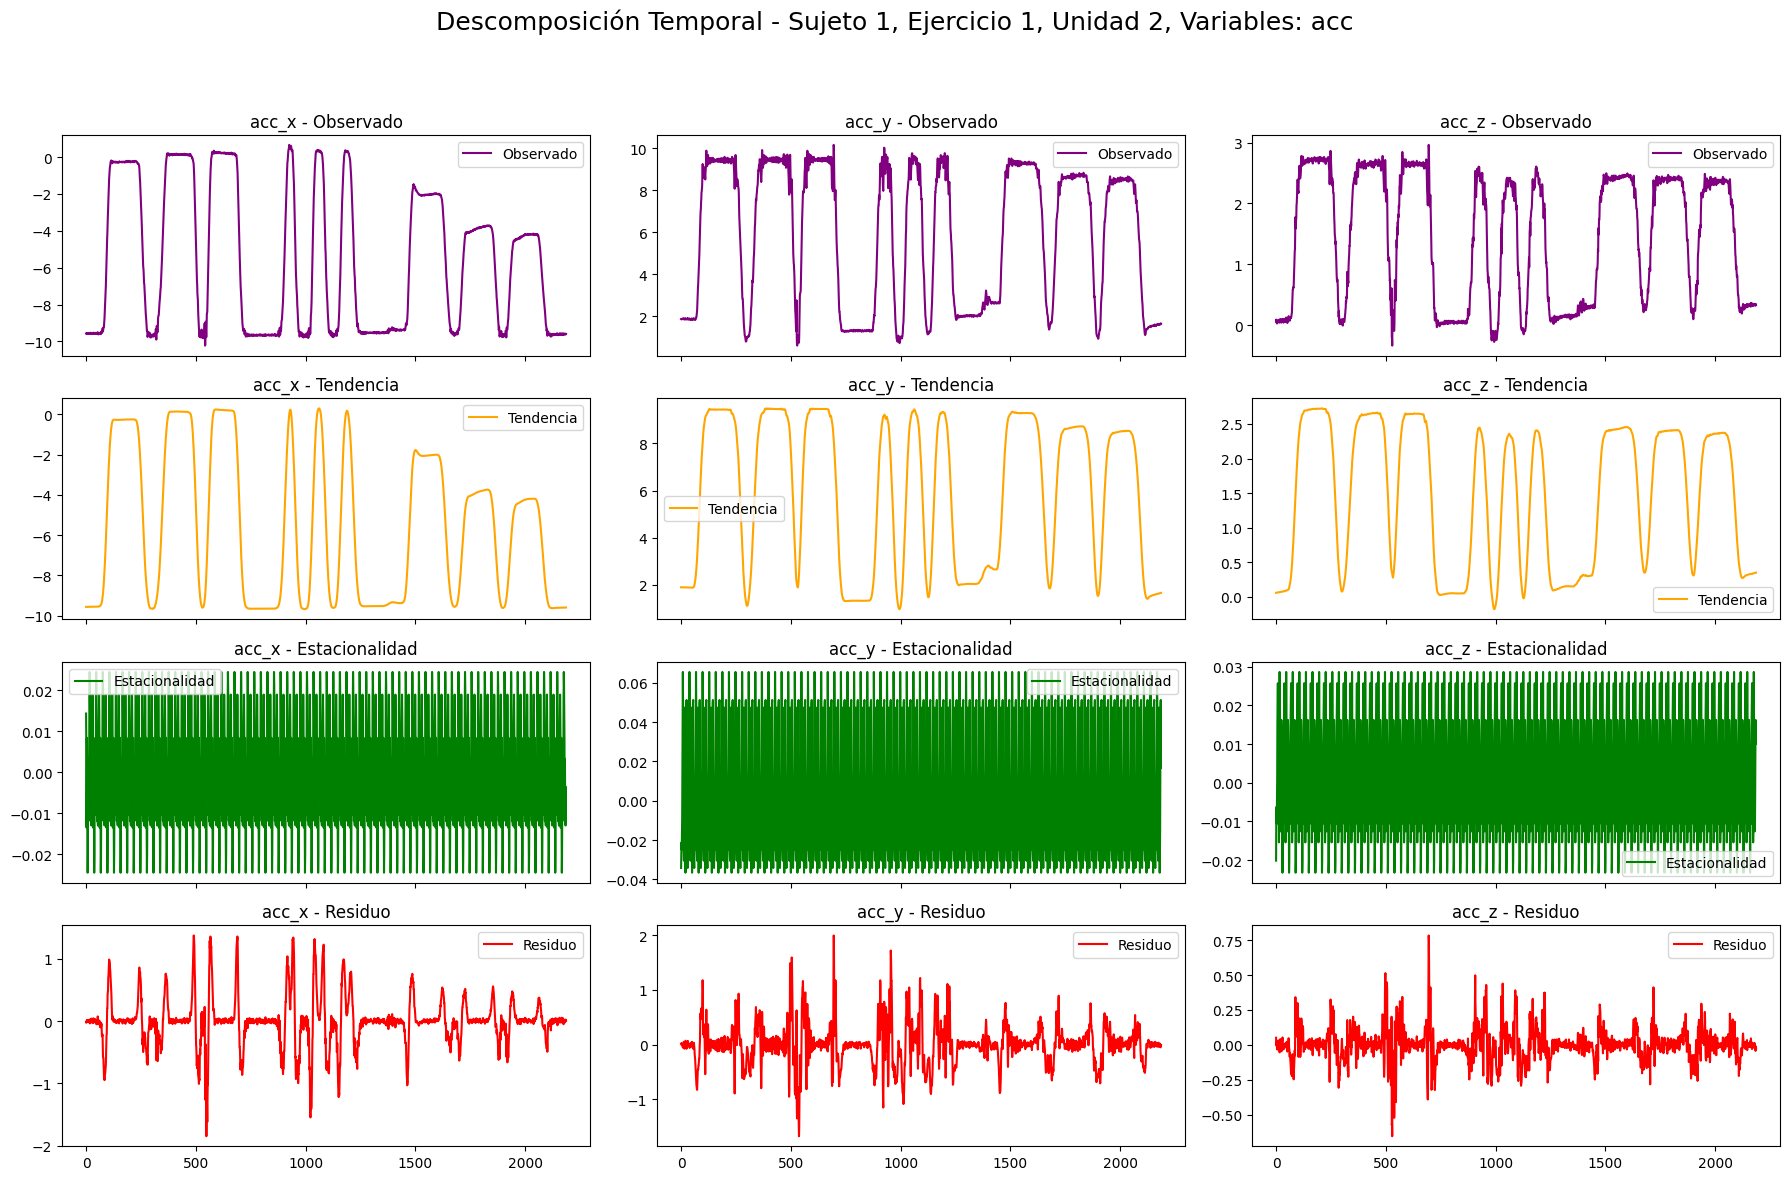 Descomposición Temporal - Sujeto 1, Ejercicio 1, Unidad 2, Variables: acc
acc_x - Observado
Observado
0
−2
−4
−6
−8
−10
acc_y - Observado
Observado
10
8
6
4
2
acc_z - Observado
Observado
3
2
1
0
acc_x - Tendencia
Tendencia
0
−2
−4
−6
−8
−10
acc_y - Tendencia
Tendencia
8
6
4
2
acc_z - Tendencia
Tendencia
2.5
2.0
1.5
1.0
0.5
0.0
acc_x - Estacionalidad
Estacionalidad
0.02
0.01
0.00
−0.01
−0.02
acc_y - Estacionalidad
Estacionalidad
0.06
0.04
0.02
0.00
−0.02
−0.04
acc_z - Estacionalidad
Estacionalidad
0.03
0.02
0.01
0.00
−0.01
−0.02
acc_x - Residuo
Residuo
1
0
−1
−2
0 500 1000 1500 2000
acc_y - Residuo
Residuo
2
1
0
−1
0 500 1000 1500 2000
acc_z - Residuo
Residuo
0.75
0.50
0.25
0.00
−0.25
−0.50
0 500 1000 1500 2000